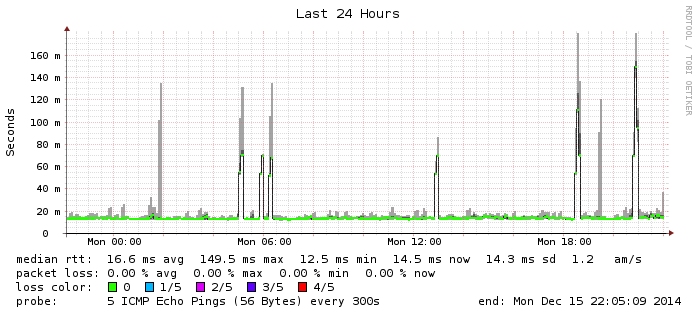 Last 24 Hours
RRDTOOL / TOBI OETIKER
Seconds
160 m
140 m
120 m
100 m
80 m
60 m
40 m
20 m
0
Mon 00:00 Mon 06:00 Mon 12:00 Mon 18:00
median rtt: 16.6 ms avg 149.5 ms max 12.5 ms min 14.5 ms now 14.3 ms sd 1.2 am/s
packet loss: 0.00 % avg 0.00 % max 0.00 % min 0.00 % now
loss color: 0 1/5 2/5 3/5 4/5
probe: 5 ICMP Echo Pings (56 Bytes) every 300s end: Mon Dec 15 22:05:09 2014